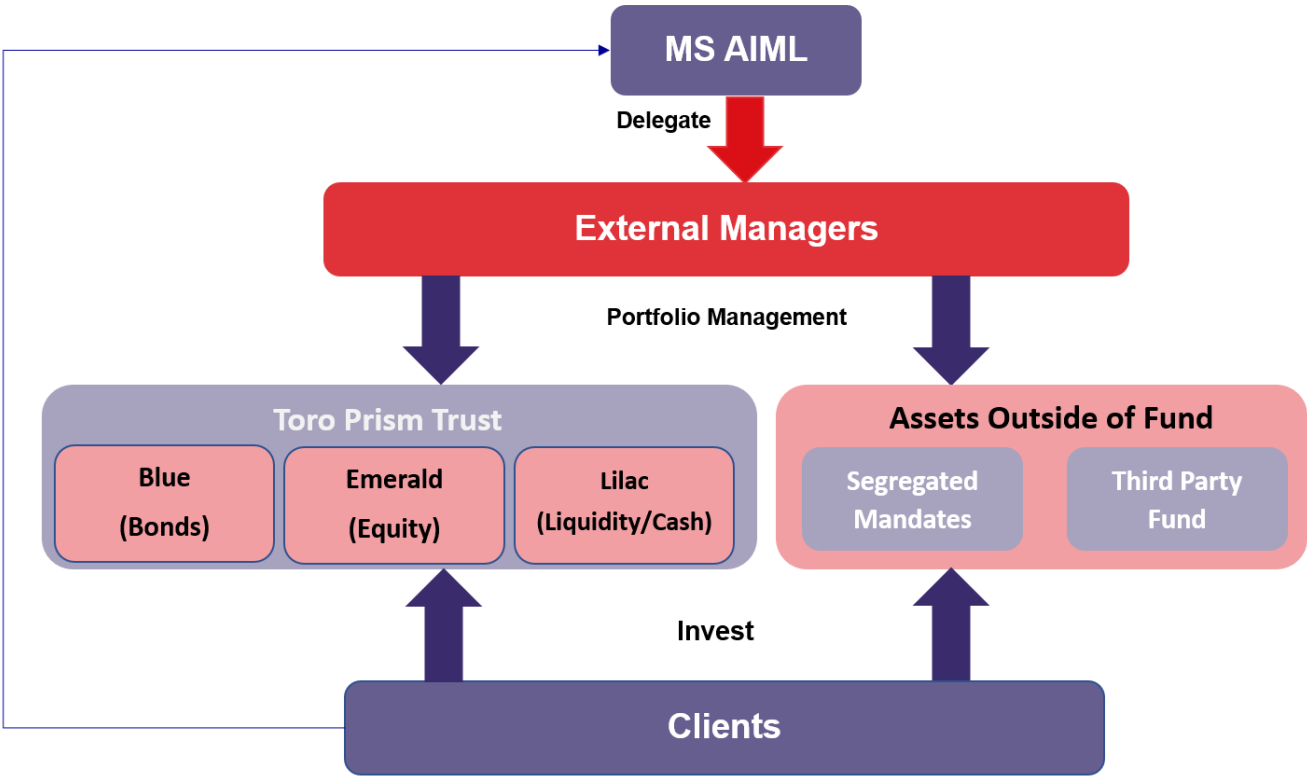 MS AIML
Delegate
External Managers
Portfolio Management
Toro Prism Trust
Blue
(Bonds)
Emerald
(Equity)
Lilac
(Liquidity/Cash)
Assets Outside of Fund
Segregated
Mandates
Third Party
Fund
Invest
Clients